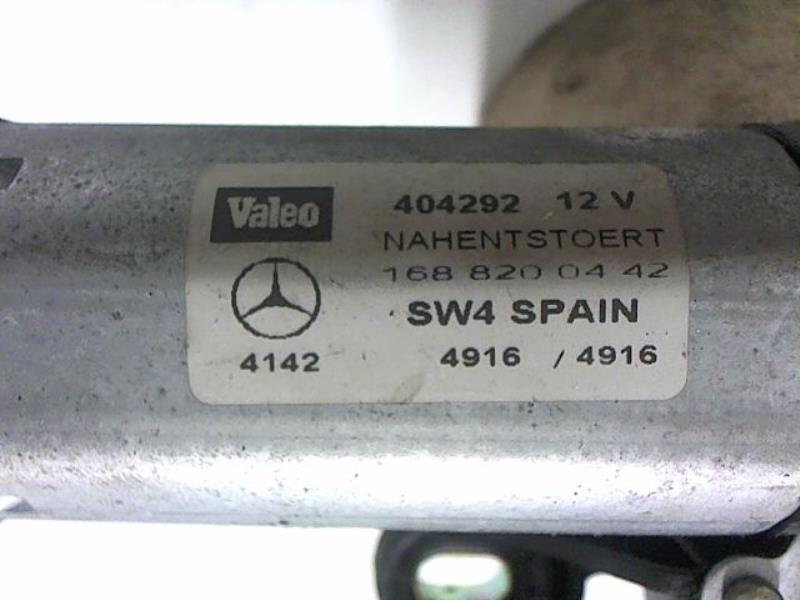 Valeo 404292 12 V
NAHENTSTOERT
168 820 04 42
SW4 SPAIN
4142 4916 / 4916